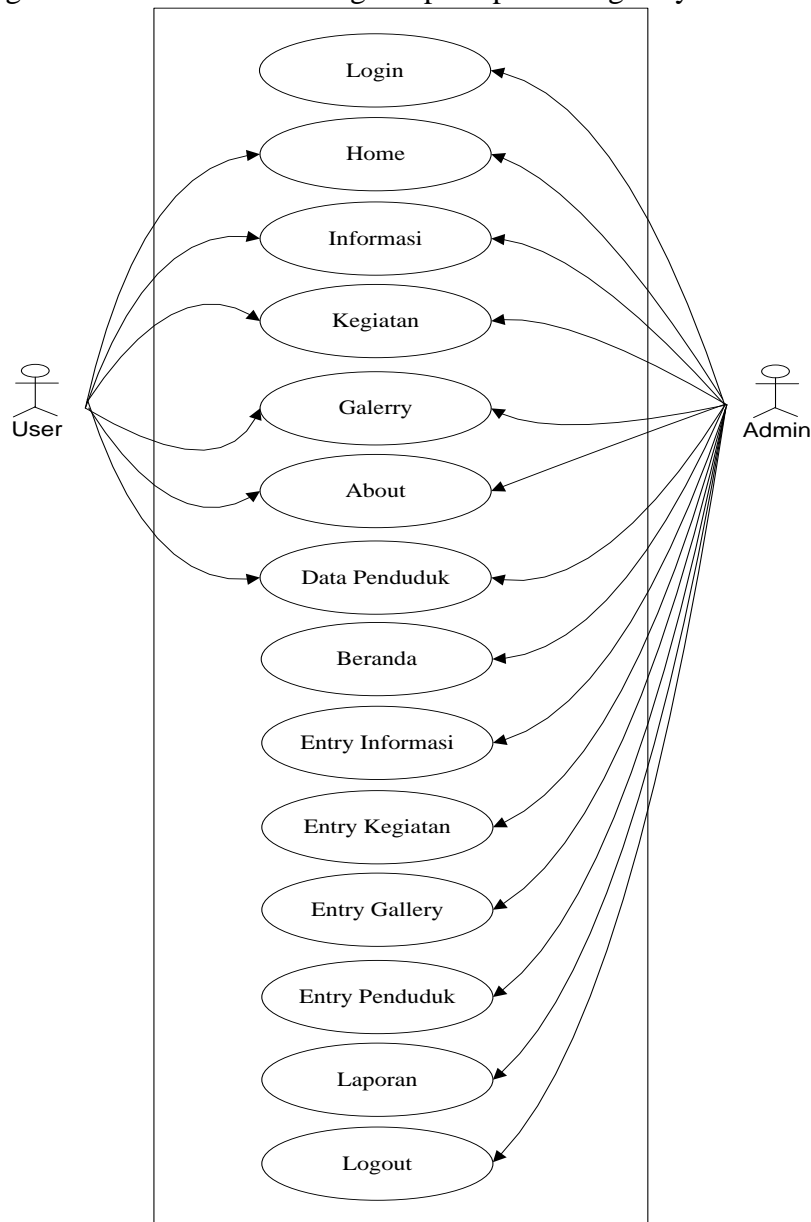 Login
Home
Informasi
Kegiatan
Galerry
User
Admin
About
Data Penduduk
Beranda
Entry Informasi
Entry Kegiatan
Entry Gallery
Entry Penduduk
Laporan
Logout